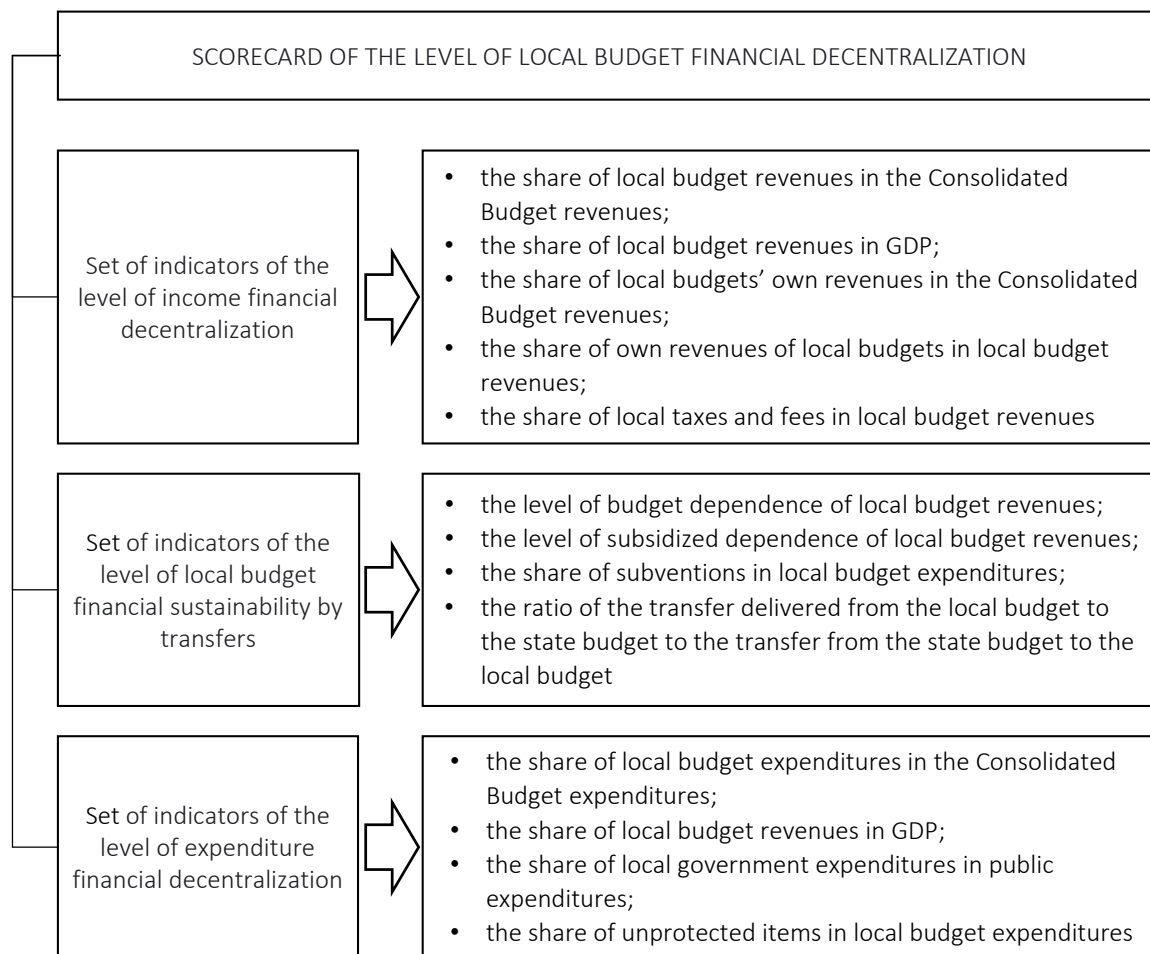 SCORECARD OF THE LEVEL OF LOCAL BUDGET FINANCIAL DECENTRALIZATION
Set of indicators of the
level of income financial
decentralization
• the share of local budget revenues in the Consolidated
Budget revenues;
• the share of local budget revenues in GDP;
• the share of local budgets’ own revenues in the Consolidated
Budget revenues;
• the share of own revenues of local budgets in local budget
revenues;
• the share of local taxes and fees in local budget revenues
Set of indicators of the
level of local budget
financial sustainability by
transfers
• the level of budget dependence of local budget revenues;
• the level of subsidized dependence of local budget revenues;
• the share of subventions in local budget expenditures;
• the ratio of the transfer delivered from the local budget to
the state budget to the transfer from the state budget to the
local budget
Set of indicators of the
level of expenditure
financial decentralization
• the share of local budget expenditures in the Consolidated
Budget expenditures;
• the share of local budget revenues in GDP;
• the share of local government expenditures in public
expenditures;
• the share of unprotected items in local budget expenditures